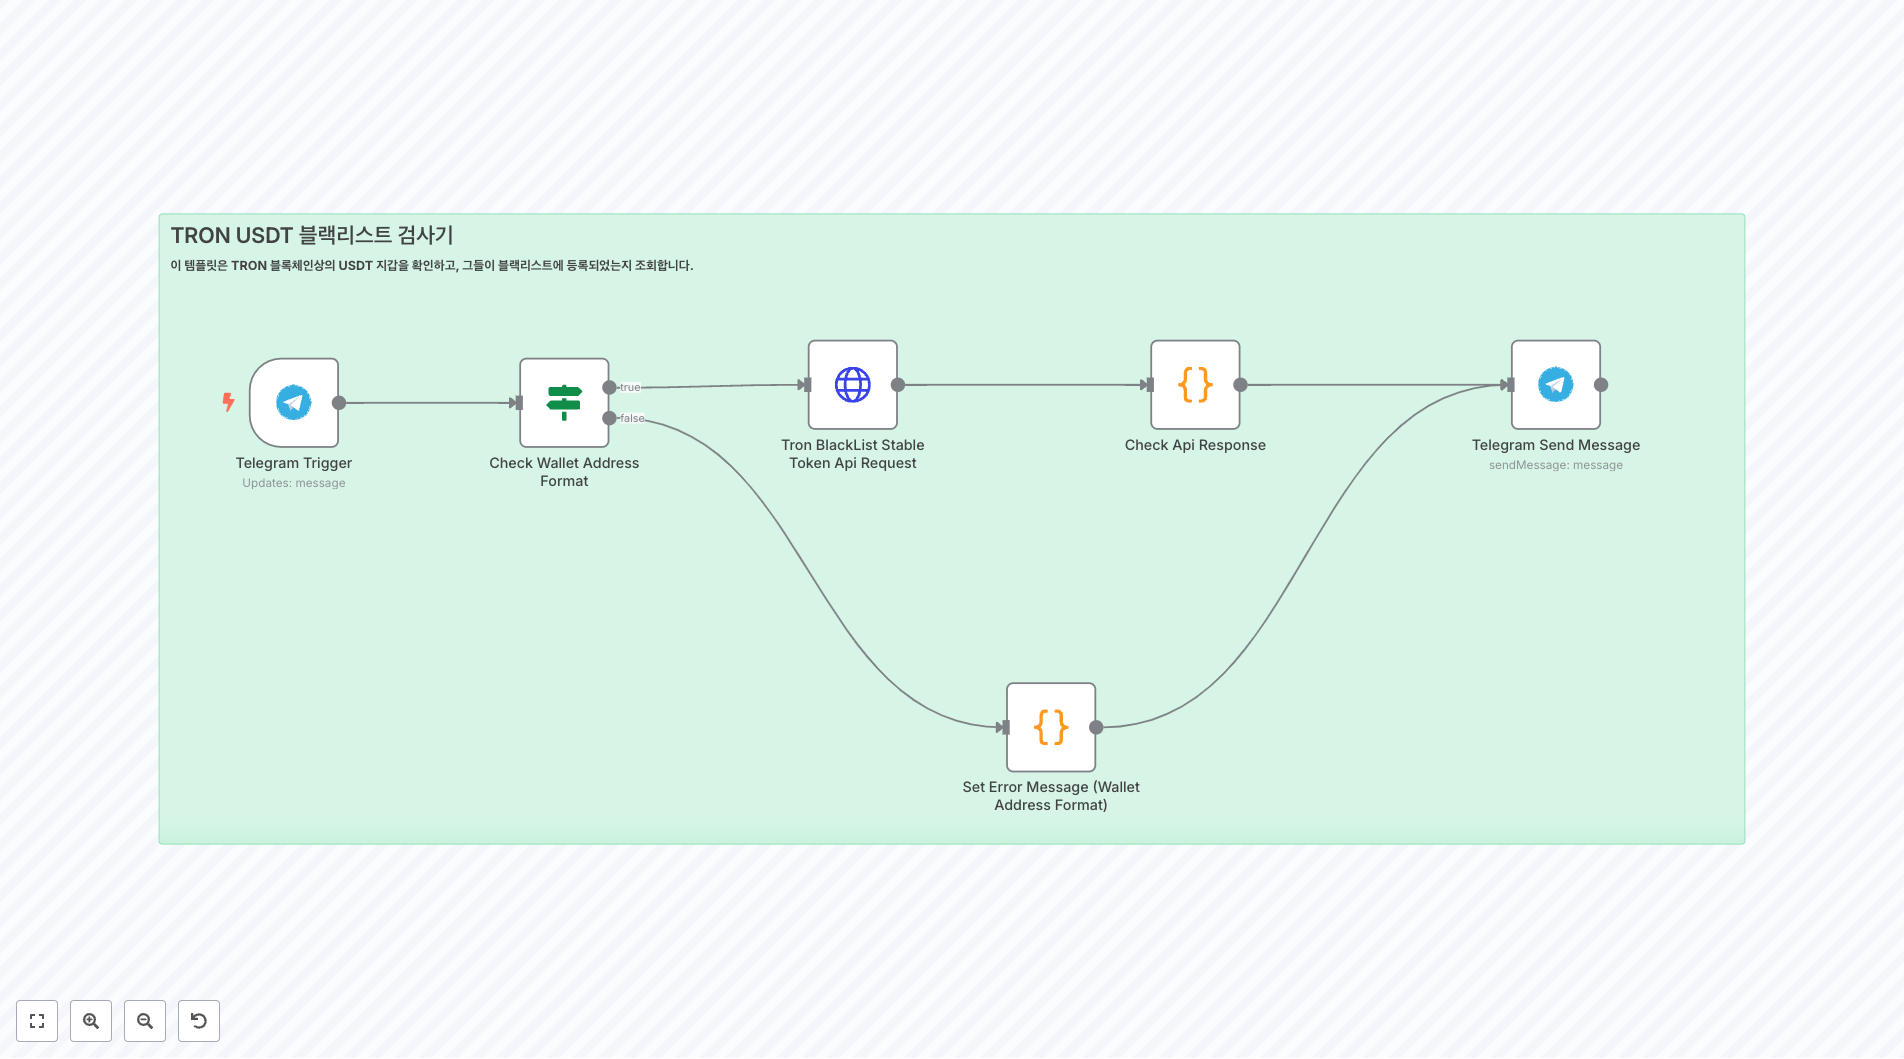 TRON USDT 블랙리스트 검사기
이 템플릿은 TRON 블록체인상의 USDT 지갑을 확인하고, 그들이 블랙리스트에 등록되었는지 조회합니다.
Telegram Trigger
Updates: message
Check Wallet Address
Format
true
false
Tron BlackList Stable
Token Api Request
Check Api Response
Telegram Send Message
sendMessage: message
Set Error Message (Wallet
Address Format)